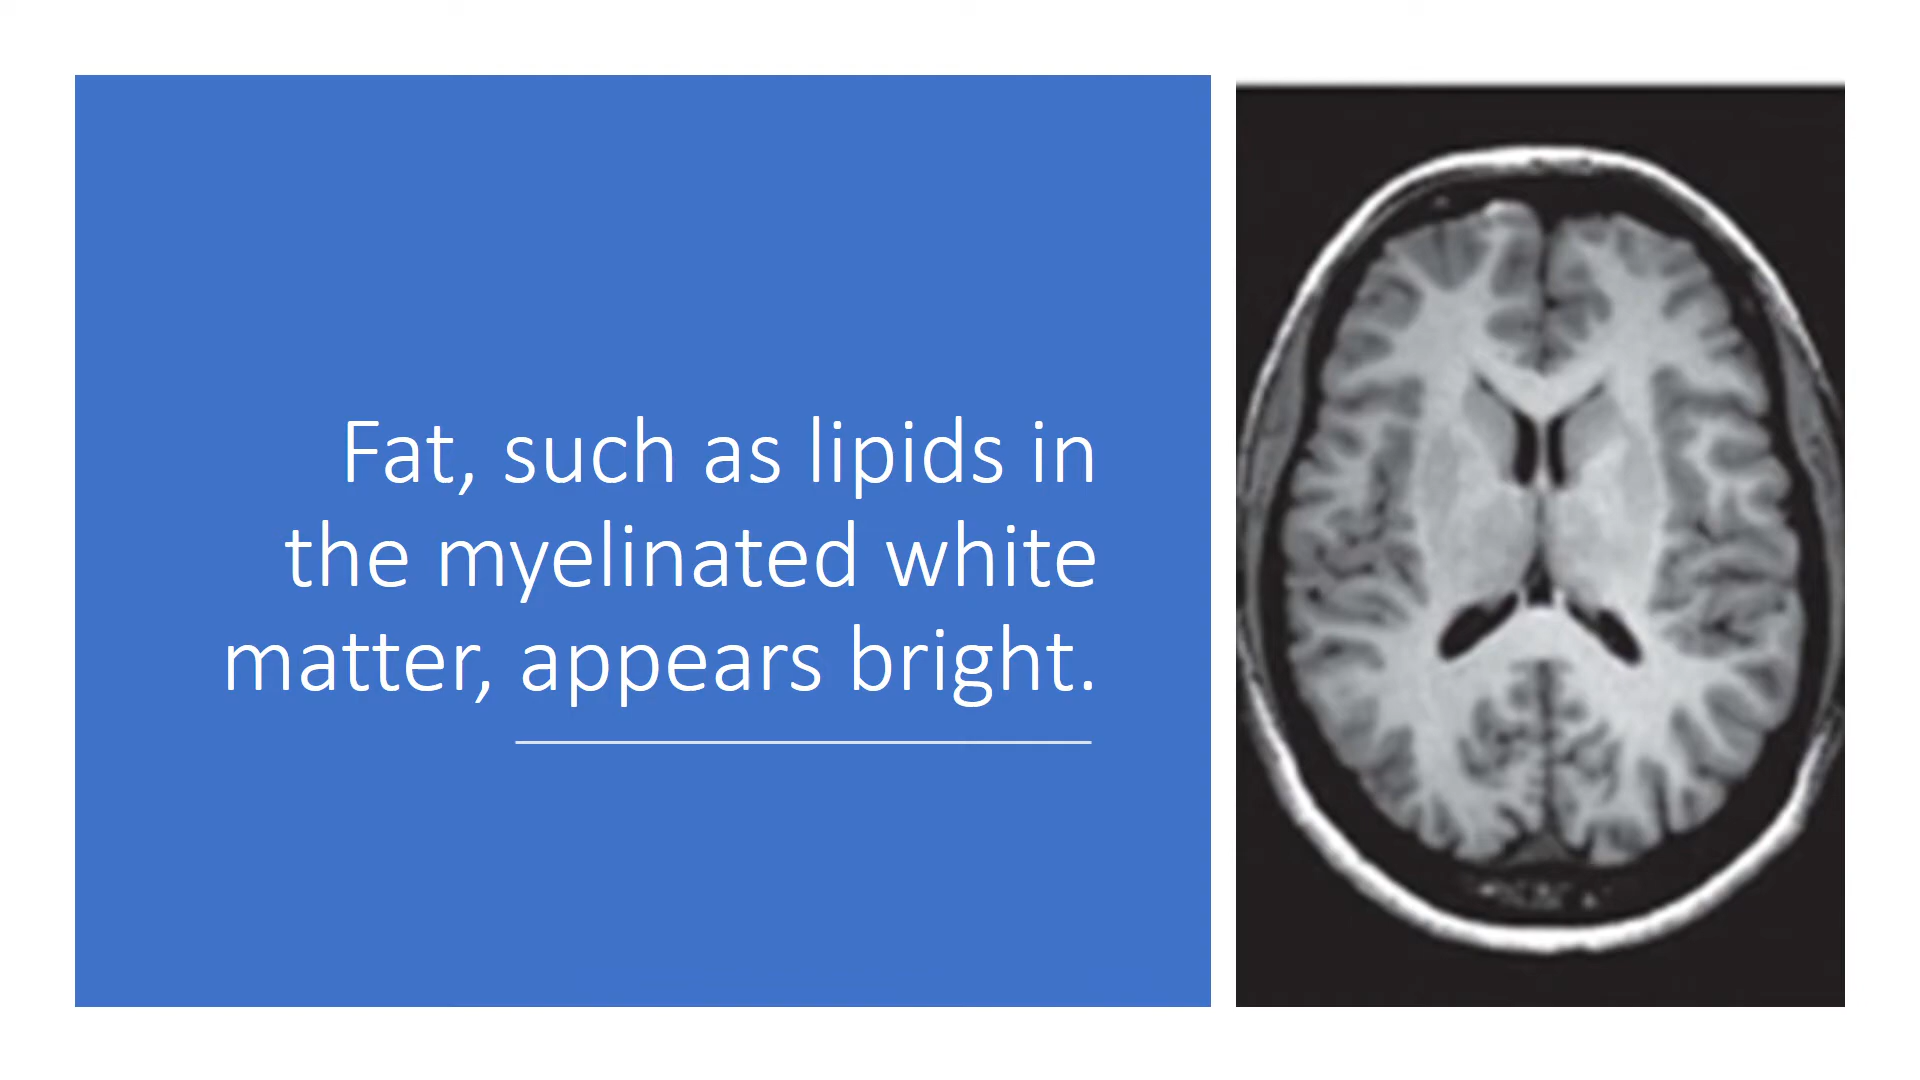 Fat, such as lipids in
the myelinated white
matter, appears bright.